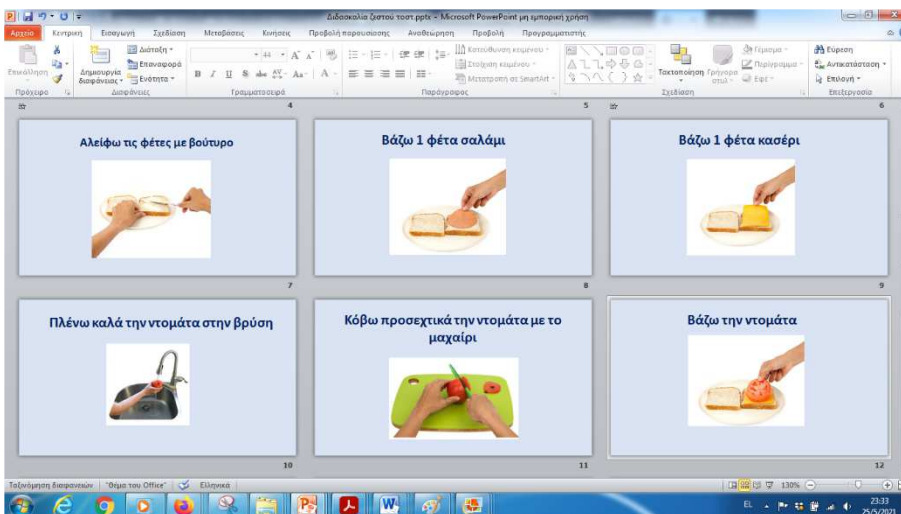 Διδασκαλία ζεστού τοστ.pptx - Microsoft PowerPoint μη εμπορική χρήση
Αρχείο Κεντρική Εισαγωγή Σχεδίαση Μεταβάσεις Κινήσεις Προβολή παρουσίασης Αναθεώρηση Προβολή Προγραμματιστής
Επικόλληση
Δημιουργία διαφάνειας
Διάταξη
Επαναφορά
Ενότητα
44
Κατεύθυνση κειμένου
Στοίχιση κειμένου
Μετατροπή σε SmartArt
Τακτοποίηση
Γρήγορα στυλ
Γέμισμα
Περίγραμμα
Εφέ
Εύρεση
Αντικατάσταση
Επιλογή
Πρόχειρο Διαφάνειες Γραμματοσειρά Παράγραφος Σχεδίαση Επεξεργασία
4 5 6
Αλείφω τις φέτες με βούτυρο
7
Βάζω 1 φέτα σαλάμι
8
Βάζω 1 φέτα κασέρι
9
Πλένω καλά την ντομάτα στην βρύση
10
Κόβω προσεχτικά την ντομάτα με το
μαχαίρι
11
Βάζω την ντομάτα
12
Ταξινόμηση διαφανειών "Θέμα του Office" Ελληνικά 130%
EL 23:33
25/5/2021